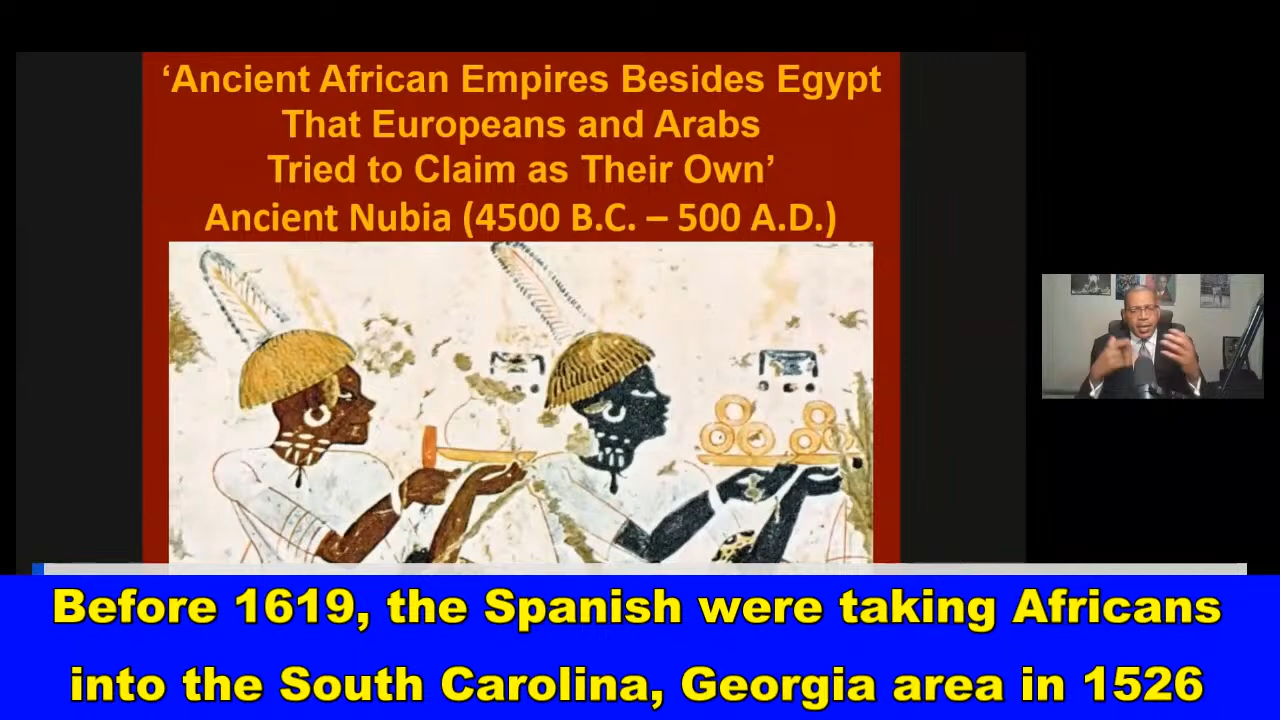 ‘Ancient African Empires Besides Egypt
That Europeans and Arabs
Tried to Claim as Their Own’
Ancient Nubia (4500 B.C. – 500 A.D.)
Before 1619, the Spanish were taking Africans
into the South Carolina, Georgia area in 1526